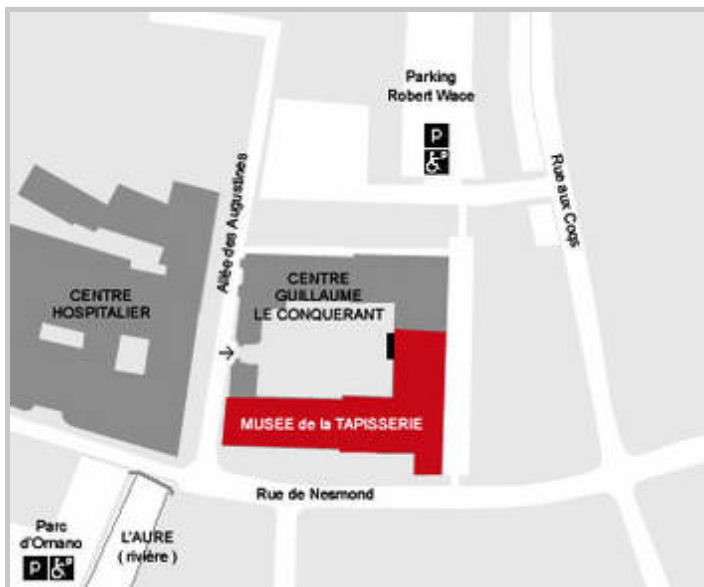 Parking
Robert Wace
P
Rue aux Coqs
Allée des Augustines
CENTRE
GUILLAUME
LE CONQUERANT
CENTRE
HOSPITALIER
MUSEE de la TAPISSERIE
Rue de Nesmond
Parc
d'Ornano
P
L'AURE
( rivière )